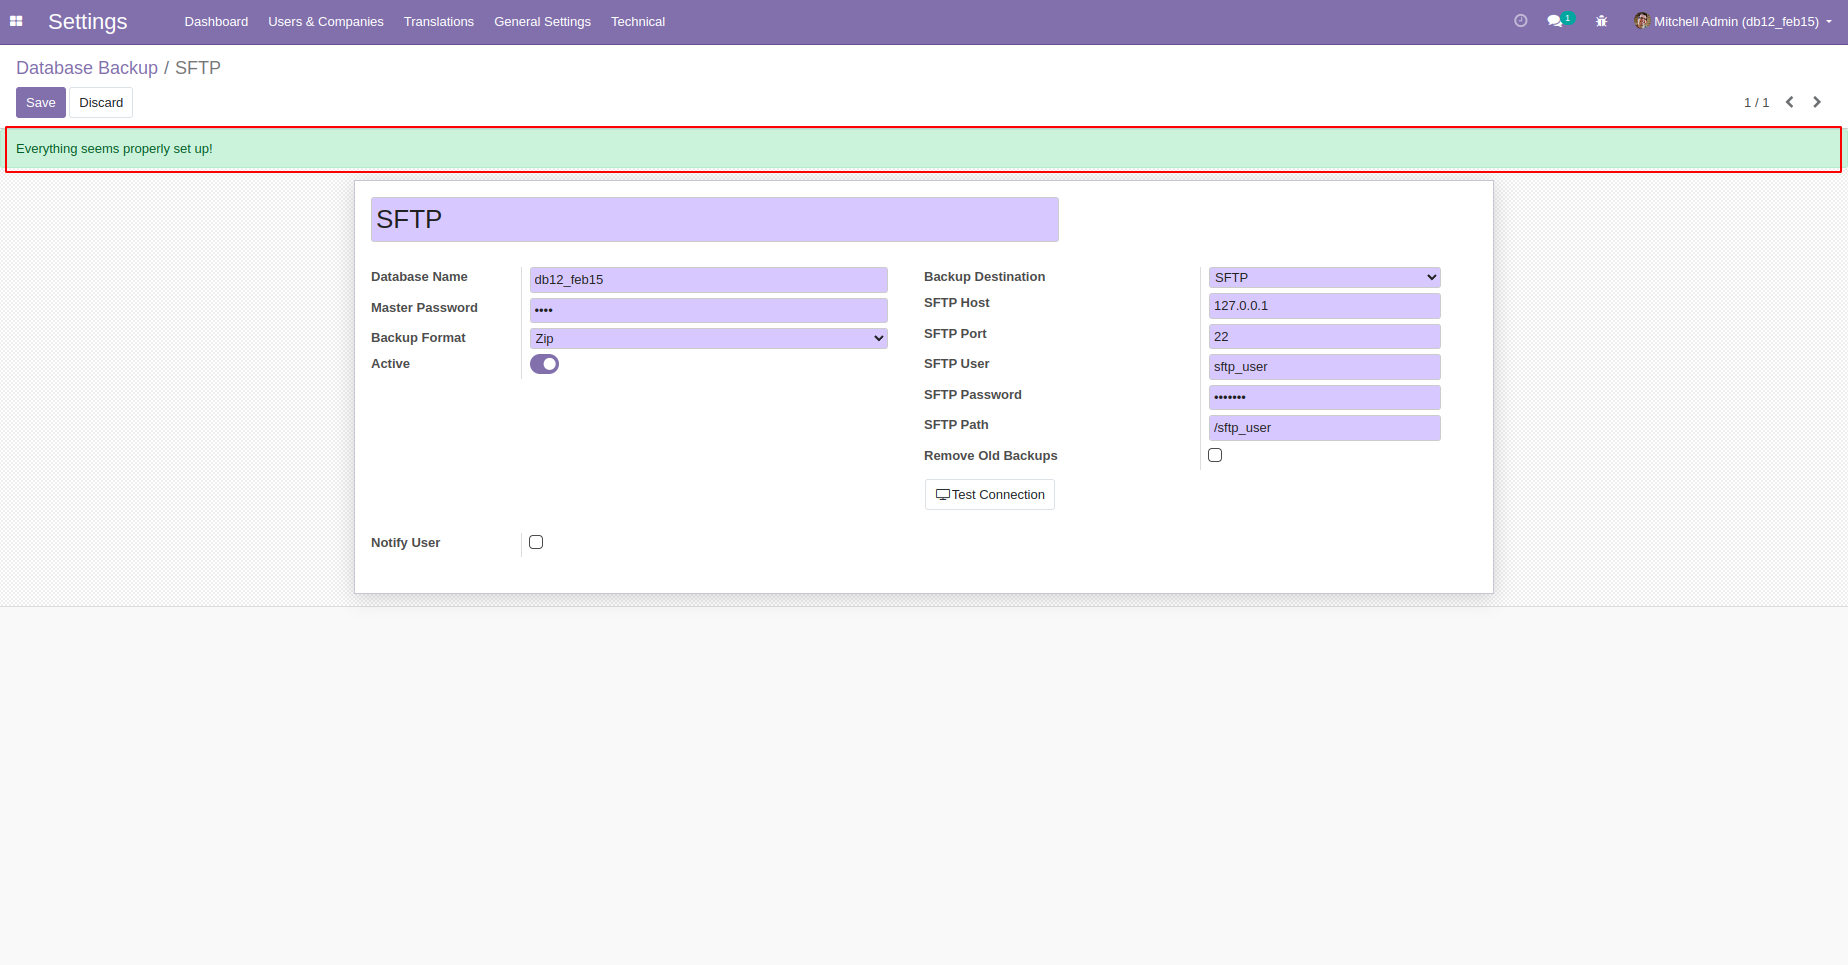 Settings
Dashboard Users & Companies Translations General Settings Technical
1
Mitchell Admin (db12_feb15)
Database Backup / SFTP
Save Discard
1 / 1
Everything seems properly set up!
SFTP
Database Name db12_feb15
Master Password ••••
Backup Format Zip
Active
Backup Destination SFTP
SFTP Host 127.0.0.1
SFTP Port 22
SFTP User sftp_user
SFTP Password •••••••
SFTP Path /sftp_user
Remove Old Backups
Test Connection
Notify User